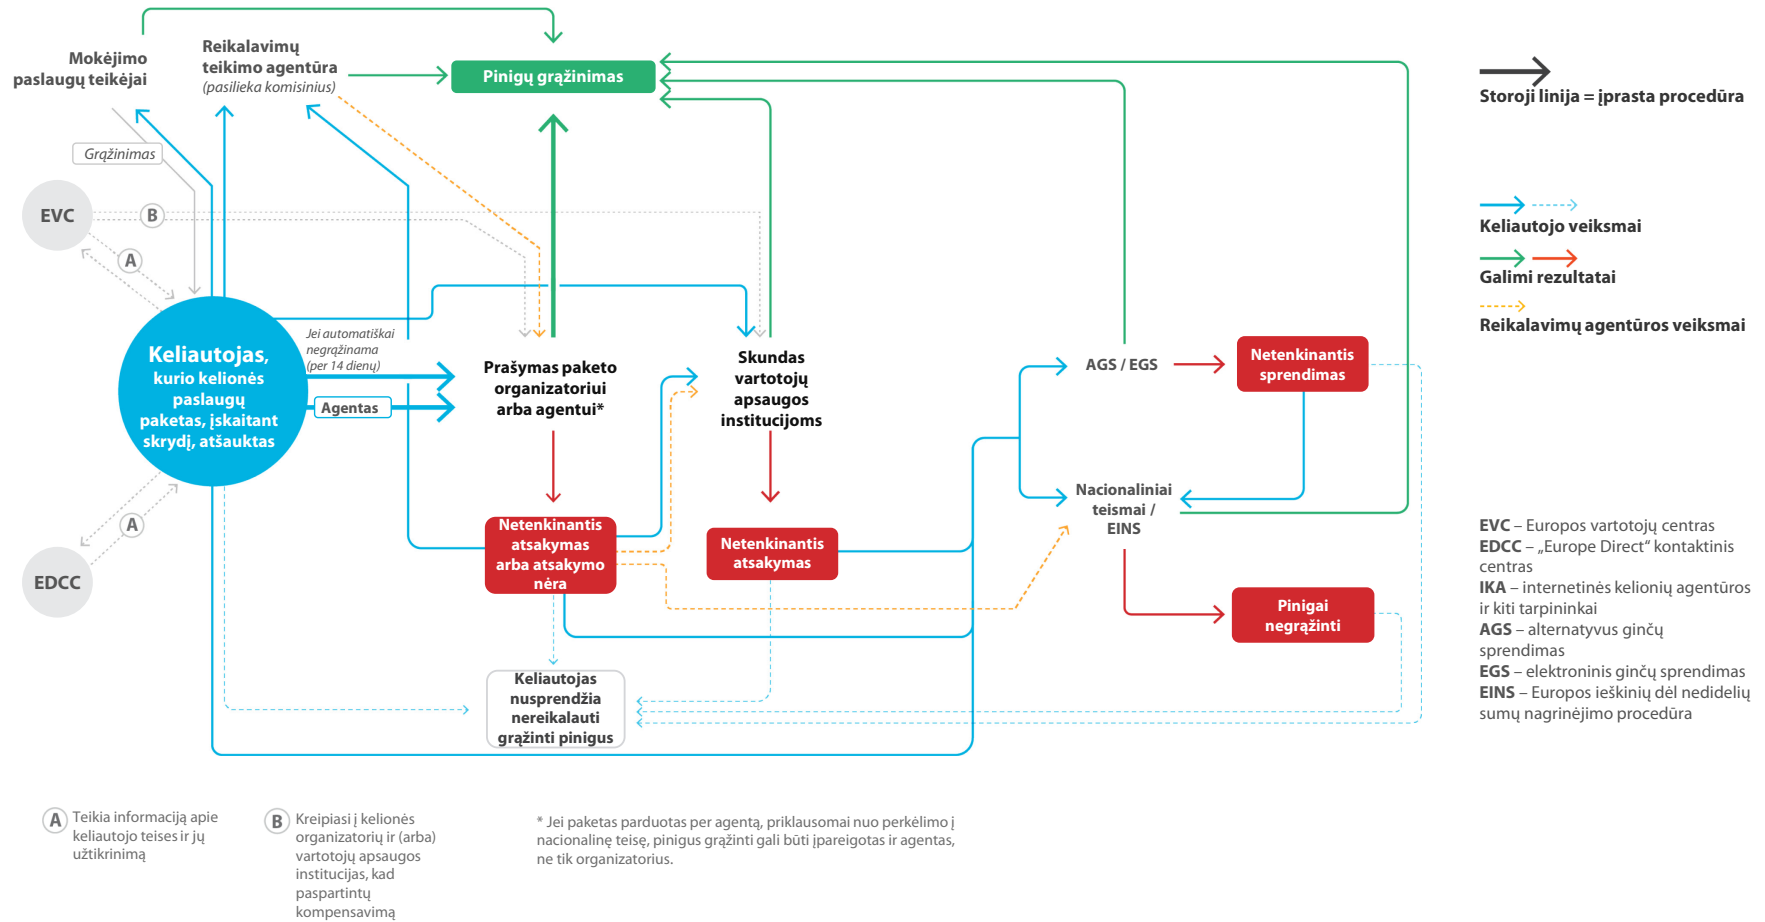 Mokėjimo
paslaugų teikėjai
Reikalavimų
teikimo agentūra
(pasilieka komisinius)
Pinigų grąžinimas
Storoji linija = įprasta procedūra
Grąžinimas
EVC
B
A
Keliautojo veiksmai
Galimi rezultatai
Reikalavimų agentūros veiksmai
Keliautojas,
kurio kelionės
paslaugų
paketas, įskaitant
skrydį, atšauktas
Jei automatiškai
negrąžinama
(per 14 dienų)
Agentas
Prašymas paketo
organizatoriui
arba agentui*
Skundas
vartotojų
apsaugos
institucijoms
AGS / EGS
Netenkinantis
sprendimas
Nacionaliniai
teismai /
EINS
A
EDCC
Netenkinantis
atsakymas
arba atsakymo
nėra
Netenkinantis
atsakymas
Pinigai
negrąžinti
Keliautojas
nusprendžia
nereikalauti
grąžinti pinigus
EVC – Europos vartotojų centras
EDCC – „Europe Direct“ kontaktinis
centras
IKA – internetinės kelionių agentūros
ir kiti tarpininkai
AGS – alternatyvus ginčų
sprendimas
EGS – elektroninis ginčų sprendimas
EINS – Europos ieškinių dėl nedidelių
sumų nagrinėjimo procedūra
A
Teikia informaciją apie
keliautojo teises ir jų
užtikrinimą
B
Kreipiasi į kelionės
organizatorių ir (arba)
vartotojų apsaugos
institucijas, kad
paspartintų
kompensavimą
* Jei paketas parduotas per agentą, priklausomai nuo perkėlimo į
nacionalinę teisę, pinigus grąžinti gali būti įpareigotas ir agentas,
ne tik organizatorius.